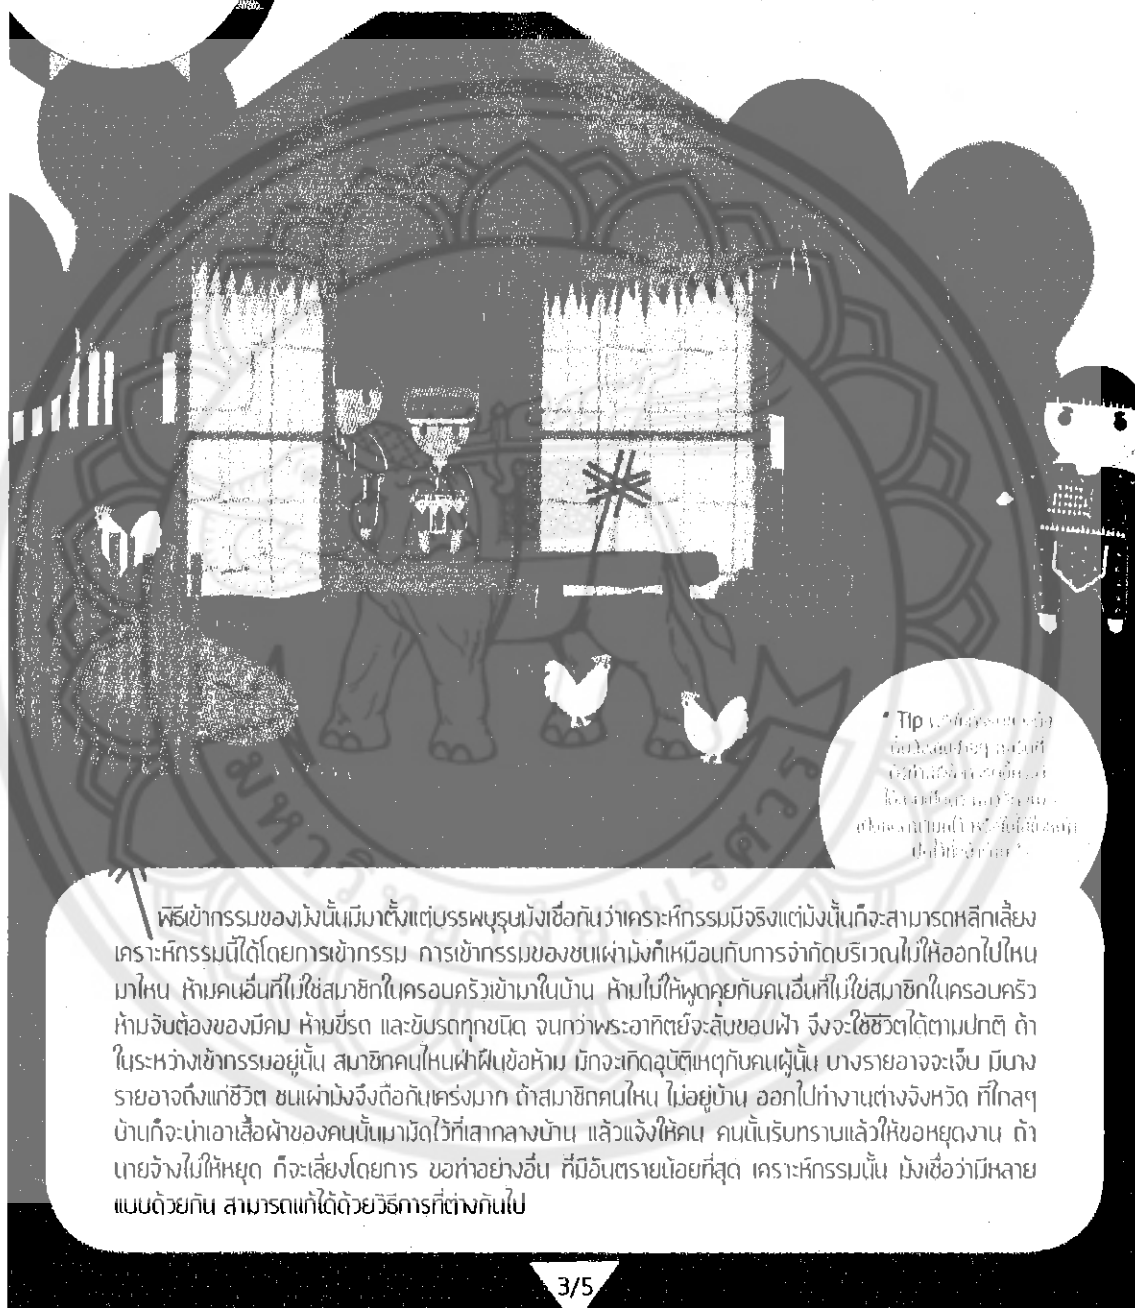 * Tip
พิธีเข้ากรรมของม้งนั้นมีมาตั้งแต่บรรพบุรุษม้งเชื่อกันว่าเคราะห์กรรมมีจริงแต่ม้งนั้นก็จะสามารถหลีกเลี้ยง
เคราะห์กรรมนี้ได้โดยการเข้ากรรม การเข้ากรรมของชนเผ่าม้งก็เหมือนกับการจำกัดบริเวณไม่ให้ออกไปไหน
มาไหน ห้ามคนอื่นที่ไม่ใช่สมาชิกในครอบครัวเข้ามาในบ้าน ห้ามไม่ให้พูดคุยกับคนอื่นที่ไม่ใช่สมาชิกในครอบครัว
ห้ามจับต้องของมีคม ห้ามขี่รถ และขับรถทุกชนิด จนกว่าพระอาทิตย์จะลับขอบฟ้า จึงจะใช้ชีวิตได้ตามปกติ ถ้า
ในระหว่างเข้ากรรมอยู่นั้น สมาชิกคนไหนฝ่าฝืนข้อห้าม มักจะเกิดอุบัติเหตุกับคนผู้นั้น บางรายอาจจะเจ็บ มีบาง
รายอาจถึงแก่ชีวิต ชนเผ่าม้งจึงถือกันเคร่งมาก ถ้าสมาชิกคนไหน ไม่อยู่บ้าน ออกไปทำงานต่างจังหวัด ที่ไกลๆ
บ้านก็จะนำเอาเสื้อผ้าของคนนั้นมามัดไว้ที่เสากลางบ้าน แล้วแจ้งให้คน คนนั้นรับทราบแล้วให้ขอหยุดงาน ถ้า
นายจ้างไม่ให้หยุด ก็จะเลี่ยงโดยการ ขอทำอย่างอื่น ที่มีอันตรายน้อยที่สุด เคราะห์กรรมนั้น ม้งเชื่อว่ามีหลาย
แบบด้วยกัน สามารถแก้ได้ด้วยวิธีการที่ต่างกันไป
3/5